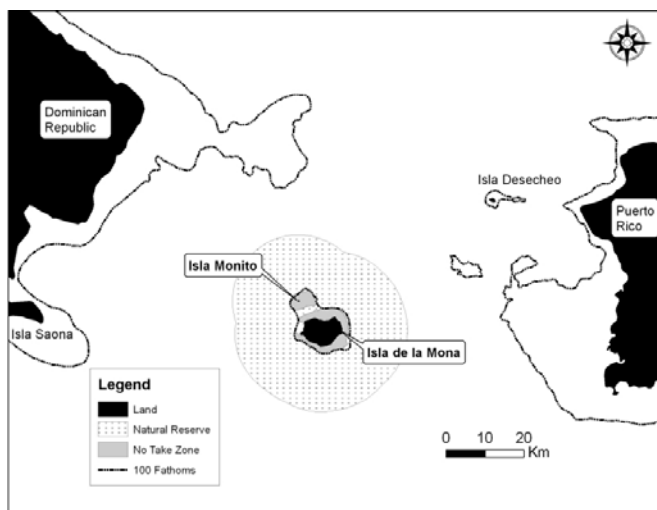 Dominican
Republic
Isla Desecheo
Puerto
Rico
Isla Monito
Isla Saona
Isla de la Mona
Legend
Land
Natural Reserve
No Take Zone
100 Fathoms
0 10 20
Km